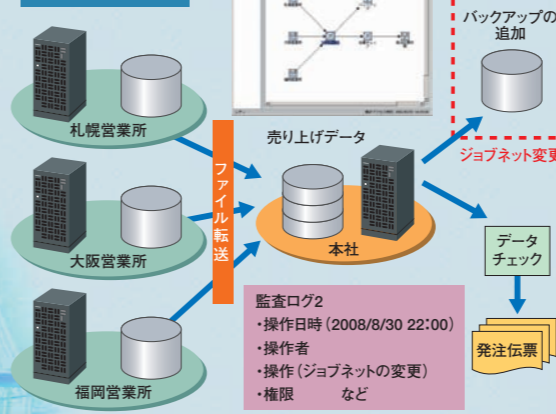 バックアップの
追加
ジョブネット変更
売り上げデータ
札幌営業所
ファイル転送
大阪営業所
本社
福岡営業所
データ
チェック
発注伝票
監査ログ2
・操作日時（2008/8/30 22:00）
・操作者
・操作（ジョブネットの変更）
・権限　　など